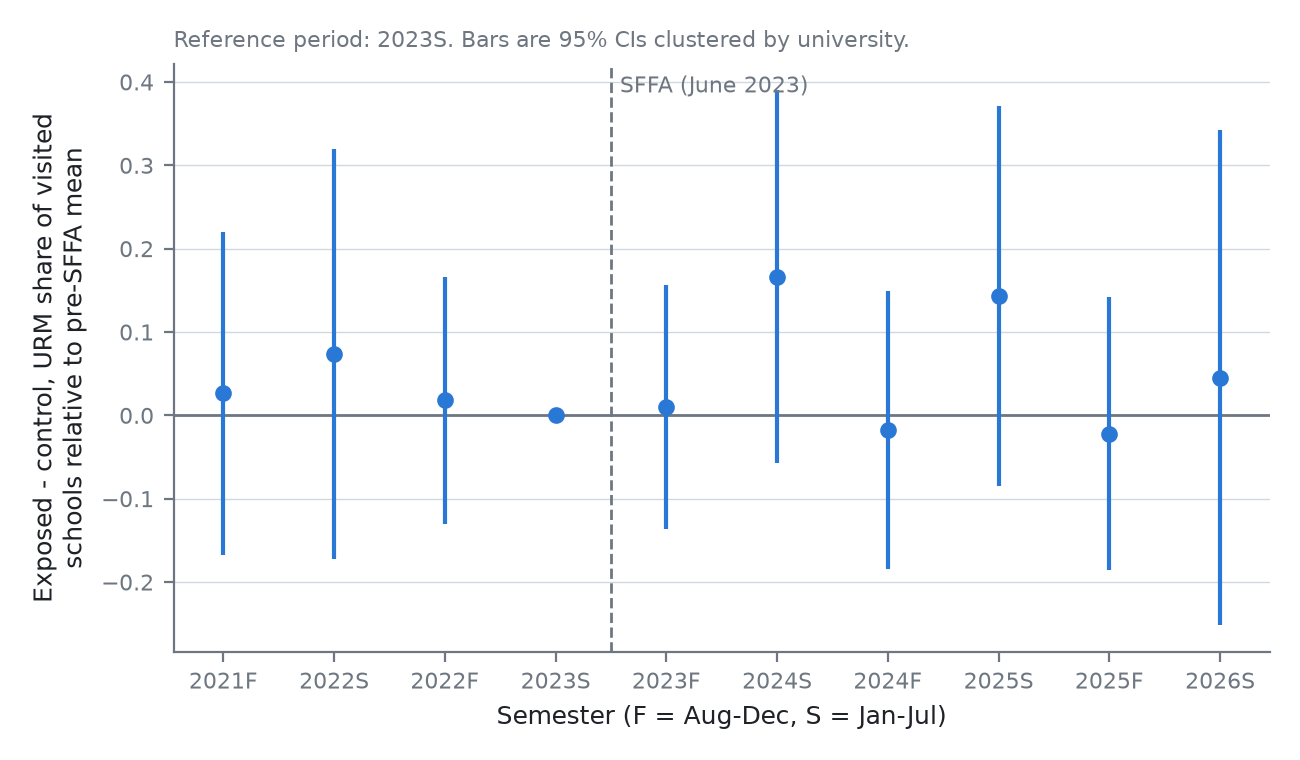 Reference period: 2023S. Bars are 95% CIs clustered by university.
SFFA (June 2023)
Exposed - control, URM share of visited
schools relative to pre-SFFA mean
0.4
0.3
0.2
0.1
0.0
−0.1
−0.2
2021F 2022S 2022F 2023S 2023F 2024S 2024F 2025S 2025F 2026S
Semester (F = Aug-Dec, S = Jan-Jul)